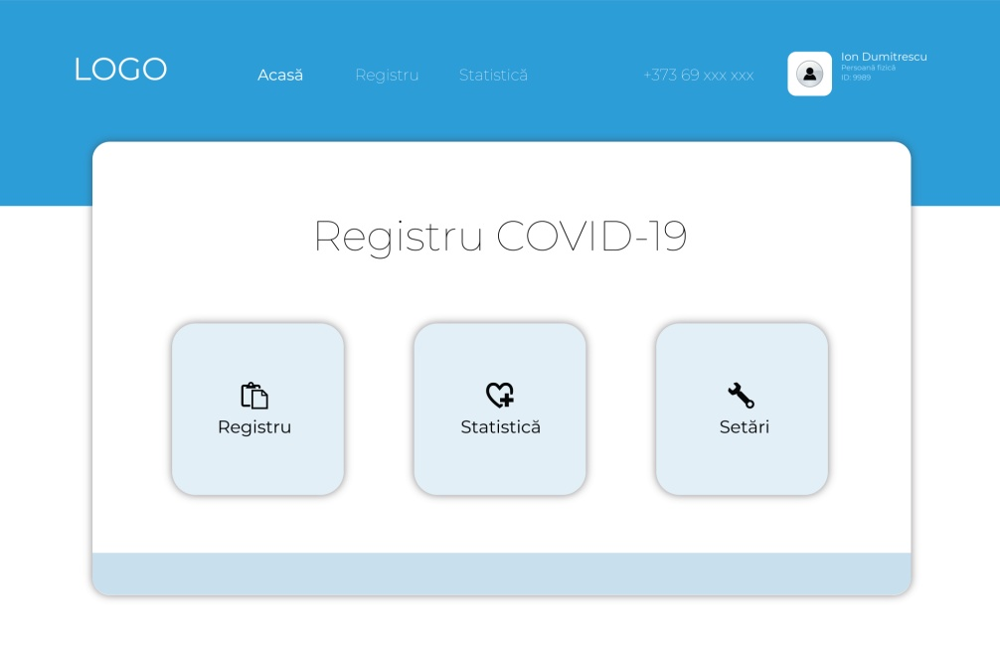 LOGO
Acasă
Registru
Statistică
+373 69 xxx xxx
Ion Dumitrescu
Persoană fizică
ID: 9989
Registru COVID-19
Registru
Statistică
Setări